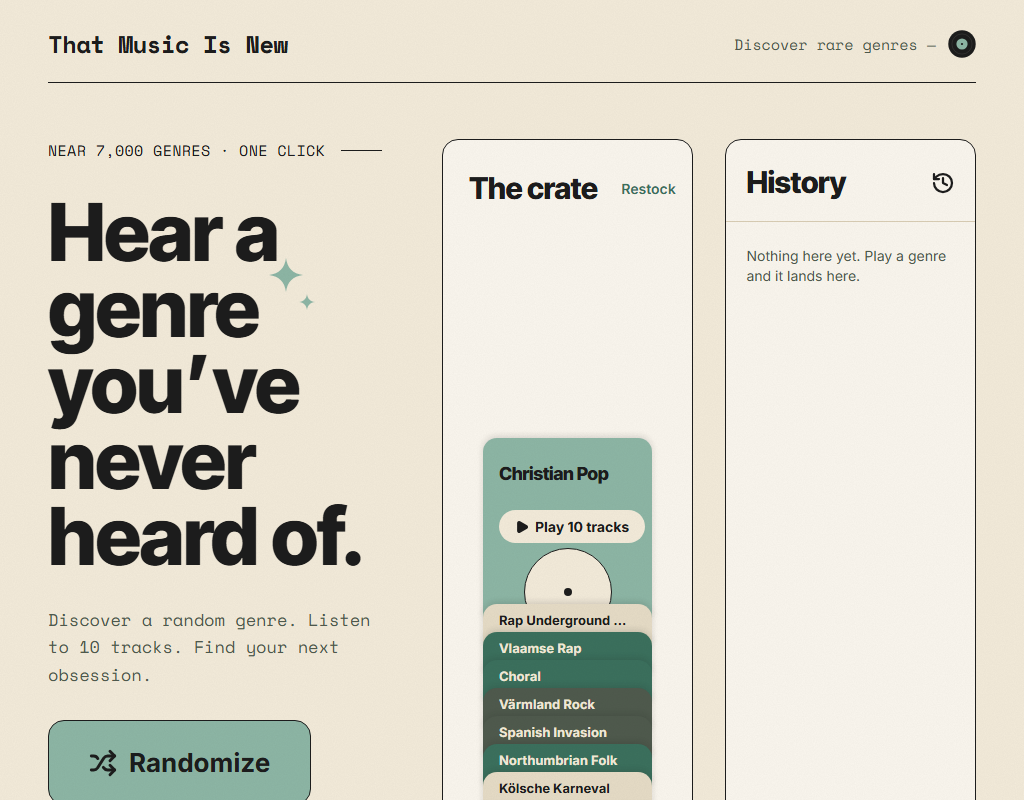 That Music Is New
Discover rare genres —
NEAR 7,000 GENRES · ONE CLICK
Hear a
genre
you’ve
never
heard of.
Discover a random genre. Listen
to 10 tracks. Find your next
obsession.
Randomize
The crate
Restock
Christian Pop
Play 10 tracks
Rap Underground ...
Vlaamse Rap
Choral
Värmland Rock
Spanish Invasion
Northumbrian Folk
Kölsche Karneval
History
Nothing here yet. Play a genre
and it lands here.